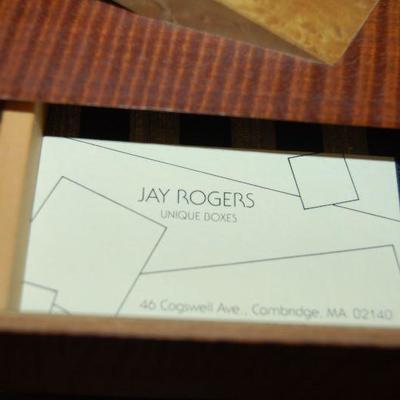 JAY ROGERS
UNIQUE BOXES
46 Cogswell Ave., Cambridge, MA 02140